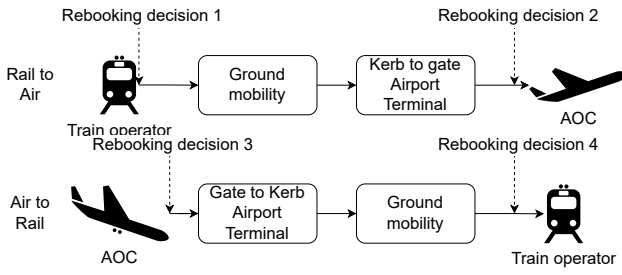 Rebooking decision 1
Rebooking decision 2
Rail to
Air
Ground
mobility
Kerb to gate
Airport
Terminal
Train operator
AOC
Rebooking decision 3
Rebooking decision 4
Air to
Rail
Gate to Kerb
Airport
Terminal
Ground
mobility
AOC
Train operator